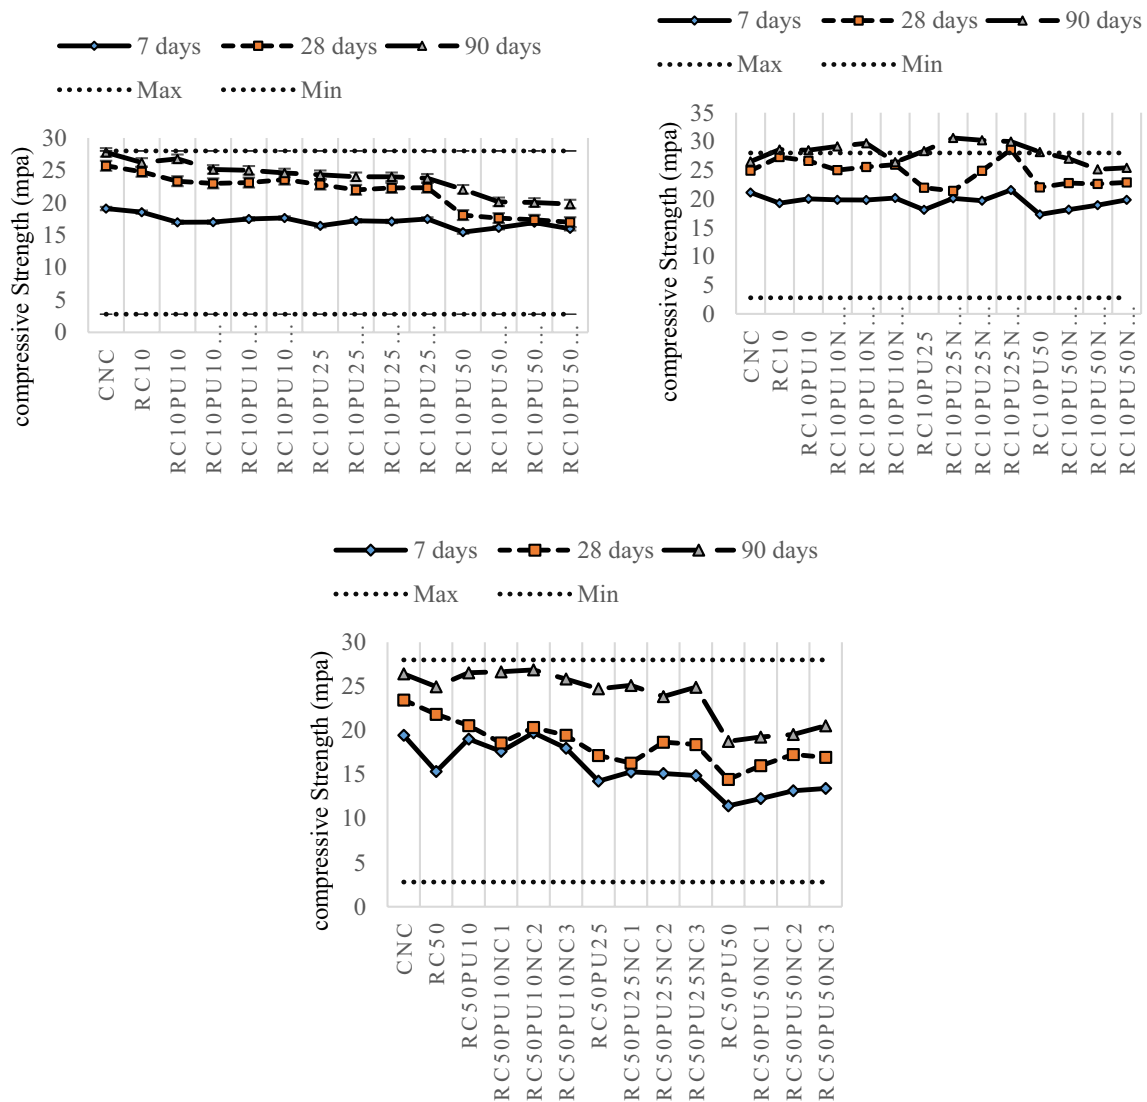 7 days 28 days 90 days
Max Min
compressive Strength (mpa)
30
25
20
15
10
5
0
CNC
RC10
RC10PU10
RC10PU10...
RC10PU10...
RC10PU10...
RC10PU25
RC10PU25...
RC10PU25...
RC10PU25...
RC10PU50
RC10PU50...
RC10PU50...
RC10PU50...
7 days 28 days 90 days
Max Min
compressive Strength (mpa)
35
30
25
20
15
10
5
0
CNC
RC10
RC10PU10
RC10PU10N...
RC10PU10N...
RC10PU10N...
RC10PU25
RC10PU25N...
RC10PU25N...
RC10PU25N...
RC10PU50
RC10PU50N...
RC10PU50N...
RC10PU50N...
7 days 28 days 90 days
Max Min
compressive Strength (mpa)
30
25
20
15
10
5
0
CNC
RC50
RC50PU10
RC50PU10NC1
RC50PU10NC2
RC50PU10NC3
RC50PU25
RC50PU25NC1
RC50PU25NC2
RC50PU25NC3
RC50PU50
RC50PU50NC1
RC50PU50NC2
RC50PU50NC3